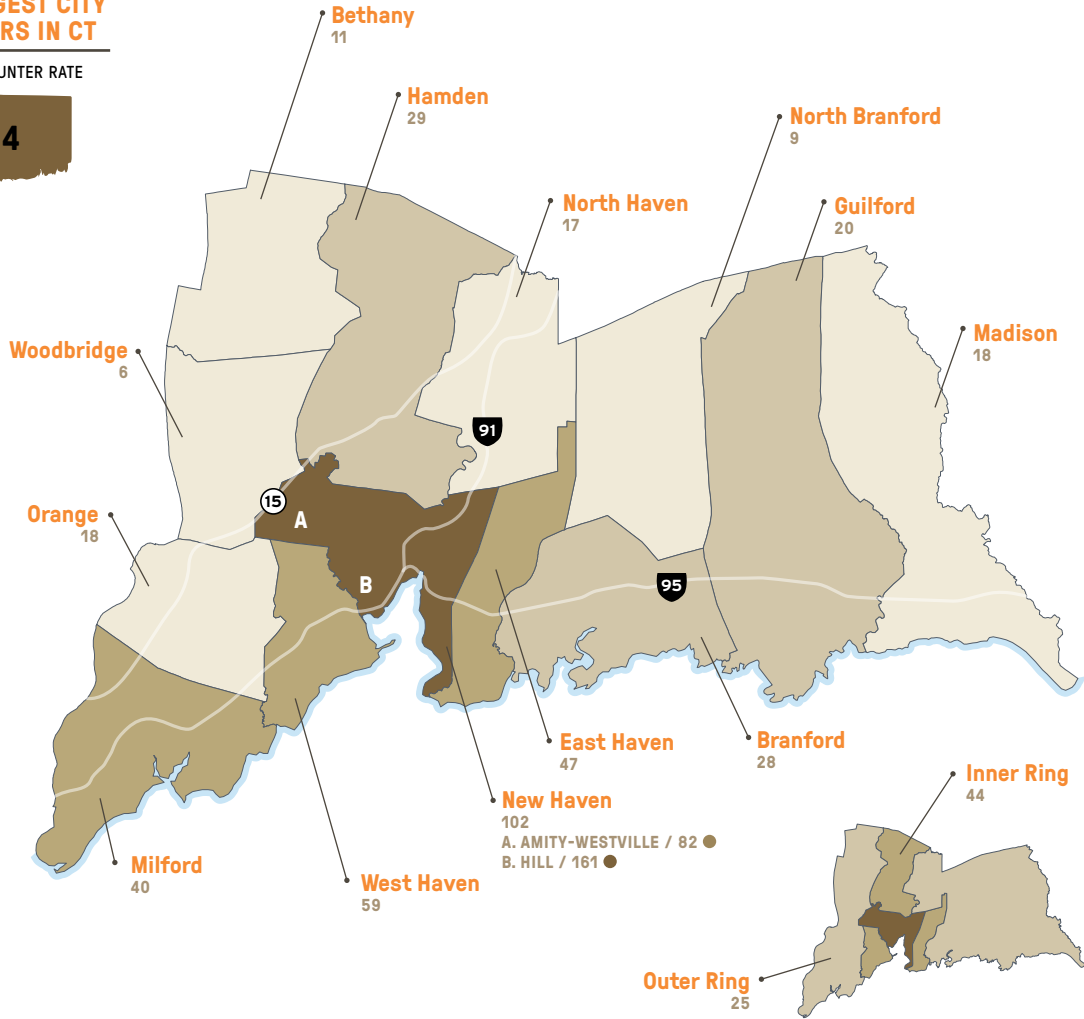 GEST CITY
RS IN CT
UNTER RATE
4
Bethany
11
Hamden
29
North Branford
9
North Haven
17
Guilford
20
Madison
18
Woodbridge
6
91
15
A
Orange
18
B
95
East Haven
47
Branford
28
Inner Ring
44
New Haven
102
A. AMITY-WESTVILLE / 82
B. HILL / 161
Milford
40
West Haven
59
Outer Ring
25